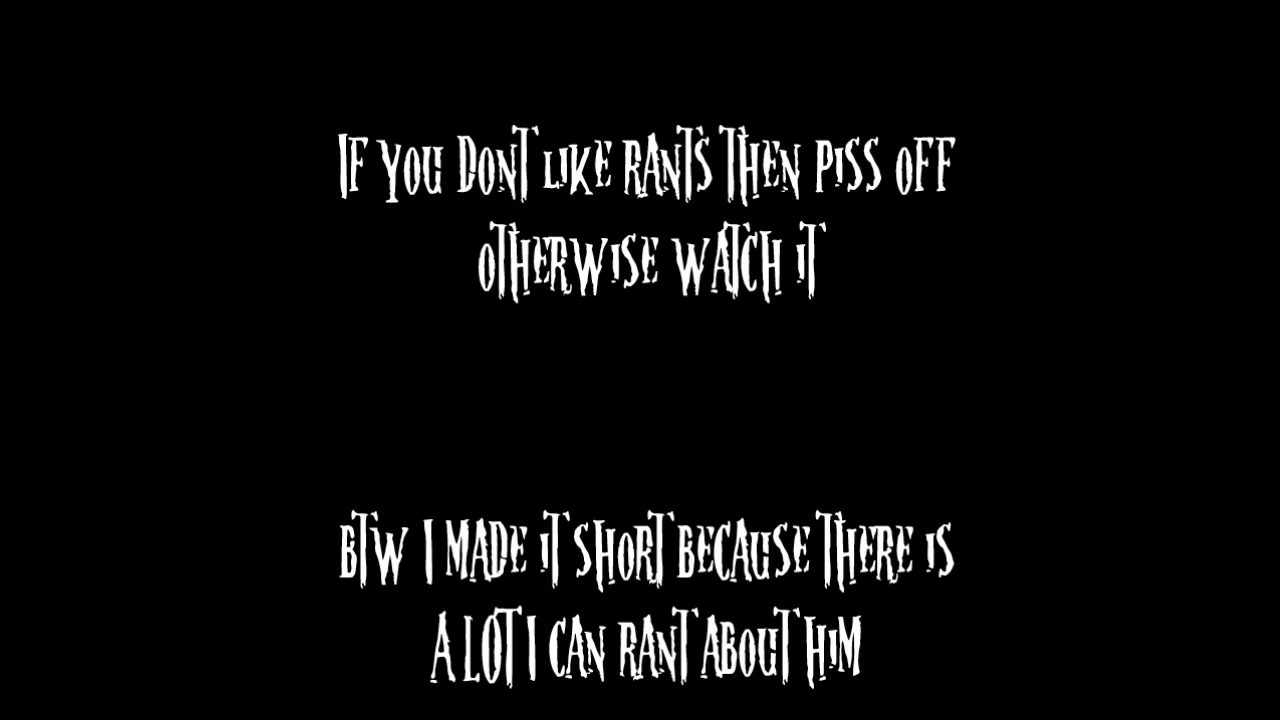 IF YOU DONT LIKE RANTS THEN PISS OFF
OTHERWISE WATCH IT
BTW I MADE IT SHORT BECAUSE THERE IS
A LOT I CAN RANT ABOUT HIM